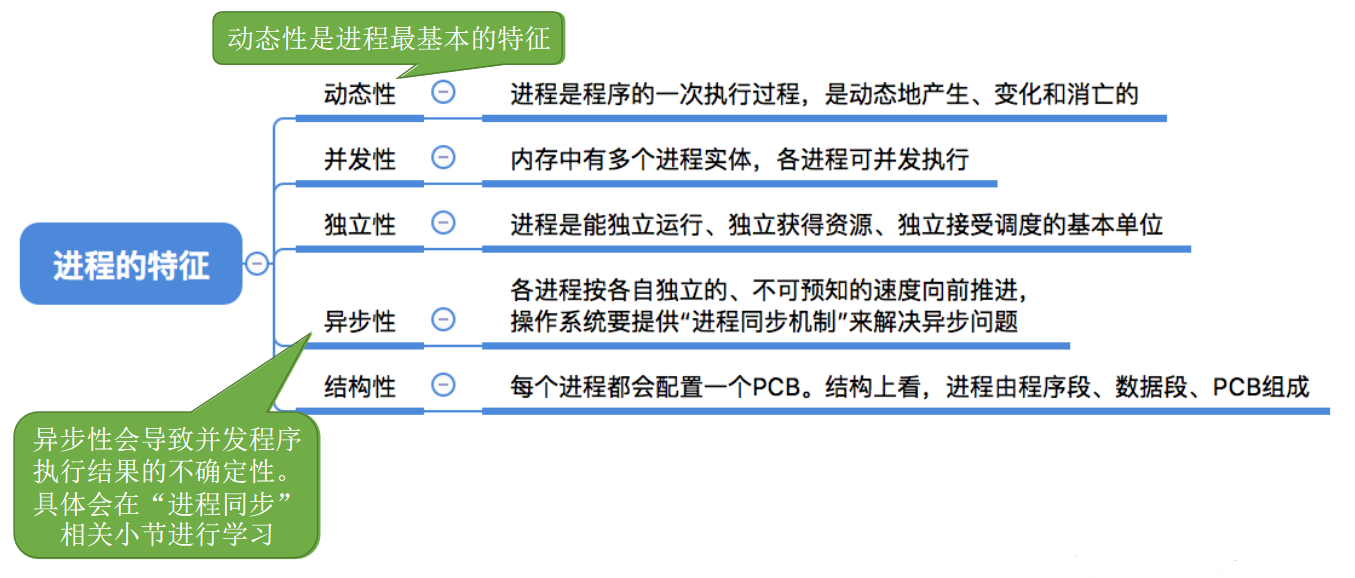 动态性是进程最基本的特征
动态性
进程是程序的一次执行过程，是动态地产生、变化和消亡的
并发性
内存中有多个进程实体，各进程可并发执行
独立性
进程是能独立运行、独立获得资源、独立接受调度的基本单位
进程的特征
异步性
各进程按各自独立的、不可预知的速度向前推进，
操作系统要提供“进程同步机制”来解决异步问题
结构性
每个进程都会配置一个PCB。结构上看，进程由程序段、数据段、PCB组成
异步性会导致并发程序
执行结果的不确定性。
具体会在“进程同步”
相关小节进行学习